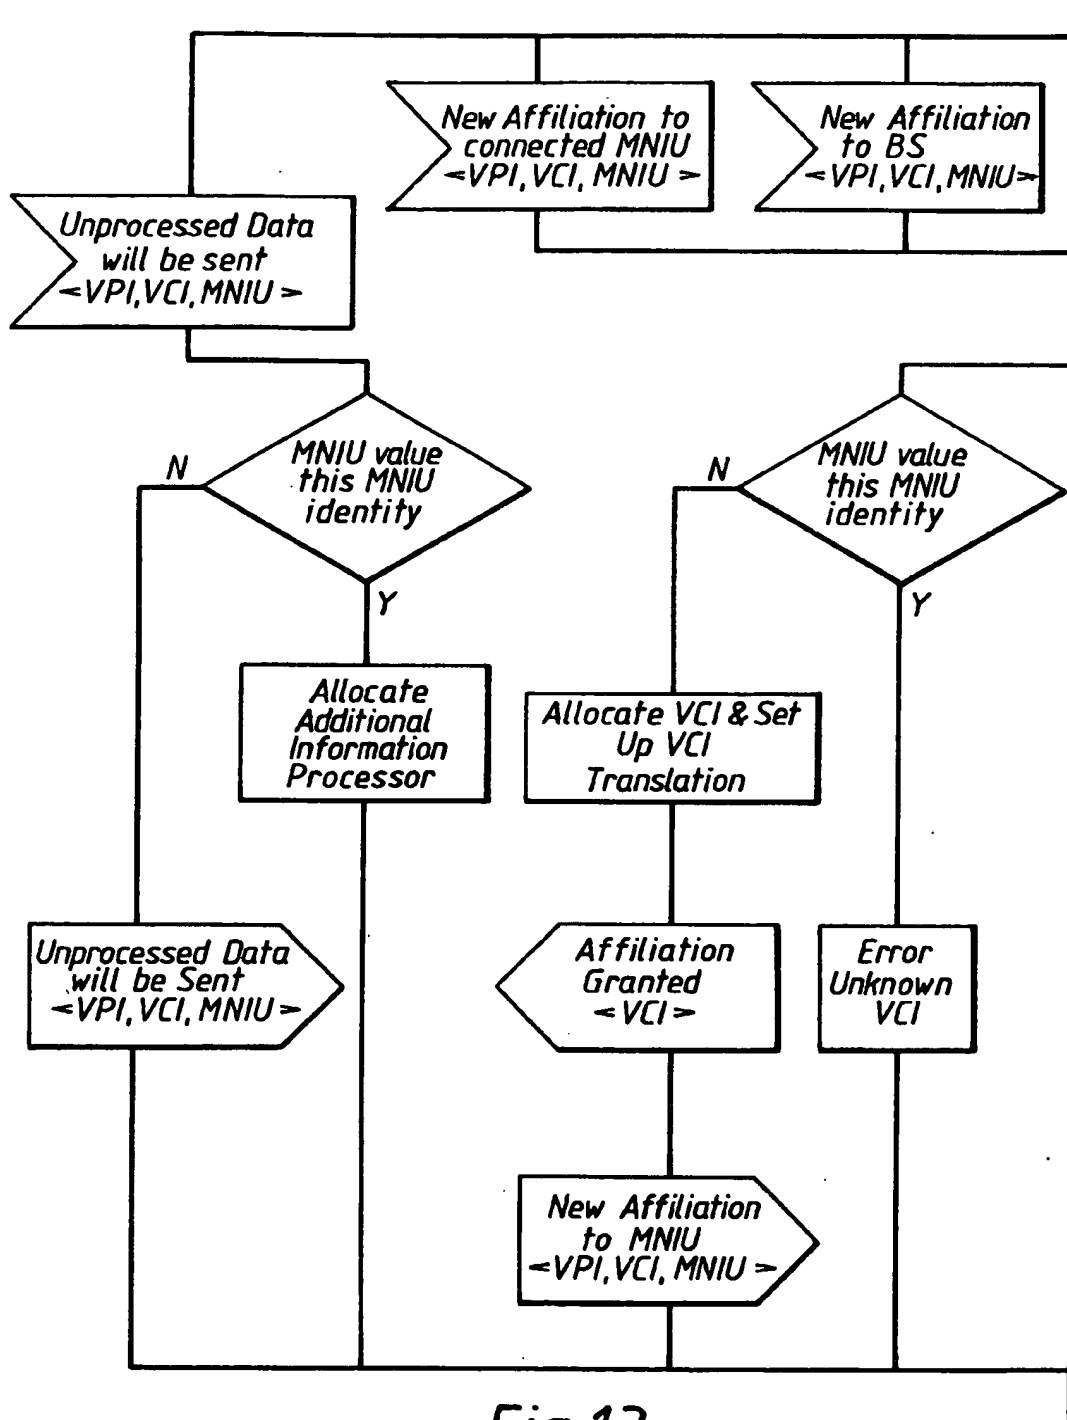 New Affiliation to
connected MNIU
<VPI, VCI, MNIU>
New Affiliation
to BS
<VPI, VCI, MNIU>
Unprocessed Data
will be sent
<VPI, VCI, MNIU>
MNIU value
this MNIU
identity
N
Y
MNIU value
this MNIU
identity
N
Y
Allocate
Additional
Information
Processor
Allocate VCI & Set
Up VCI
Translation
Unprocessed Data
will be Sent
<VPI, VCI, MNIU>
Affiliation
Granted
<VCI>
Error
Unknown
VCI
New Affiliation
to MNIU
<VPI, VCI, MNIU>